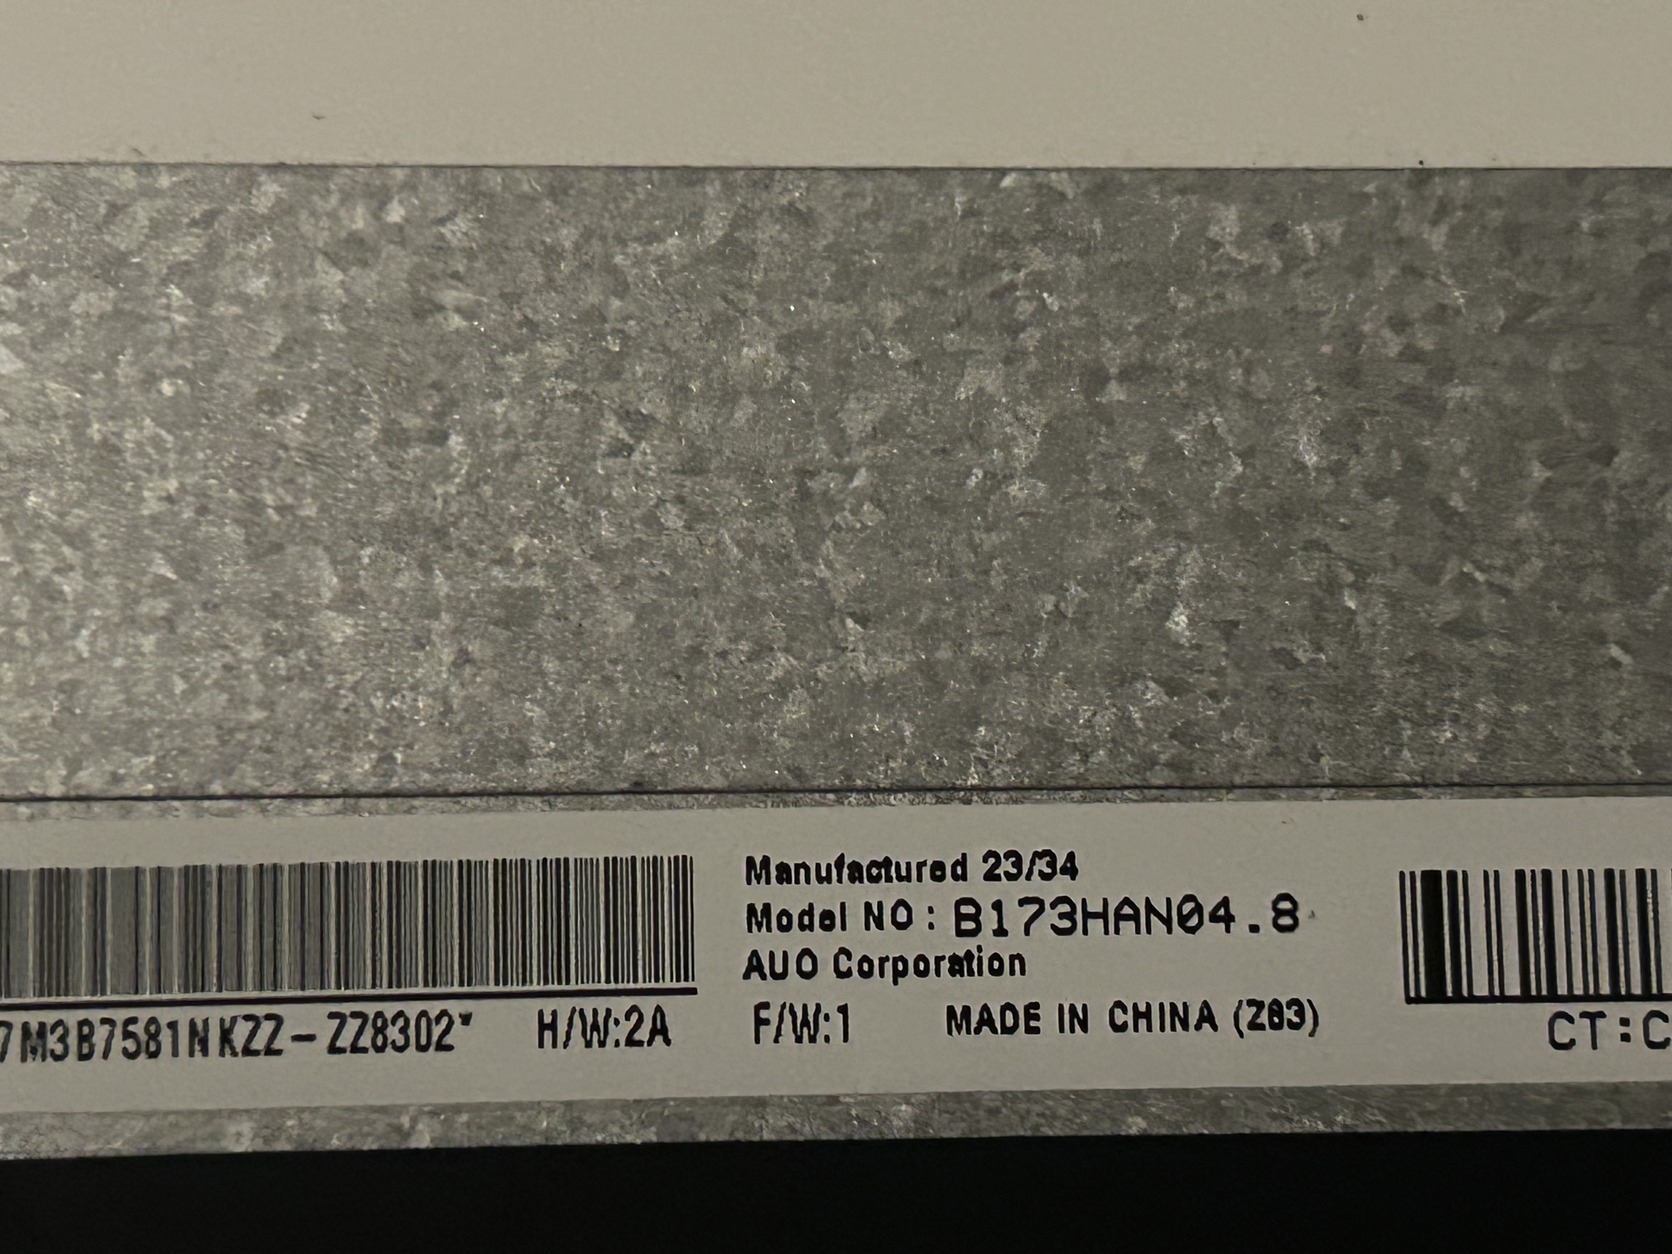 Manufactured 23/34
Model NO : B173HAN04.8
AUO Corporation
7M3B7581NKZZ-ZZ8302" H/W:2A F/W:1 MADE IN CHINA (Z83)
CT:C